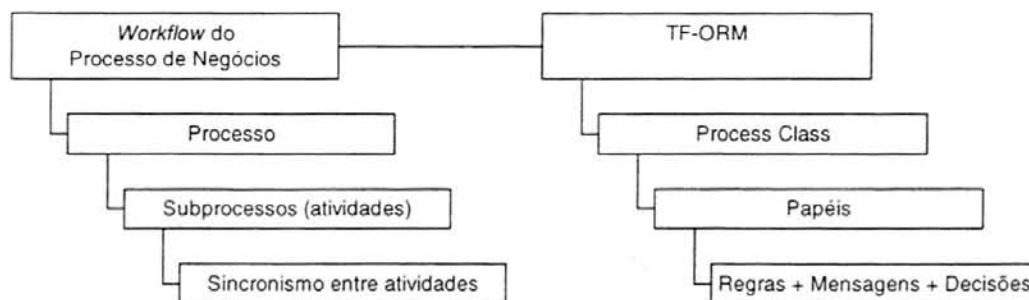 Workflow do
Processo de Negócios
TF-ORM
Processo
Process Class
Subprocessos (atividades)
Papéis
Sincronismo entre atividades
Regras + Mensagens + Decisões